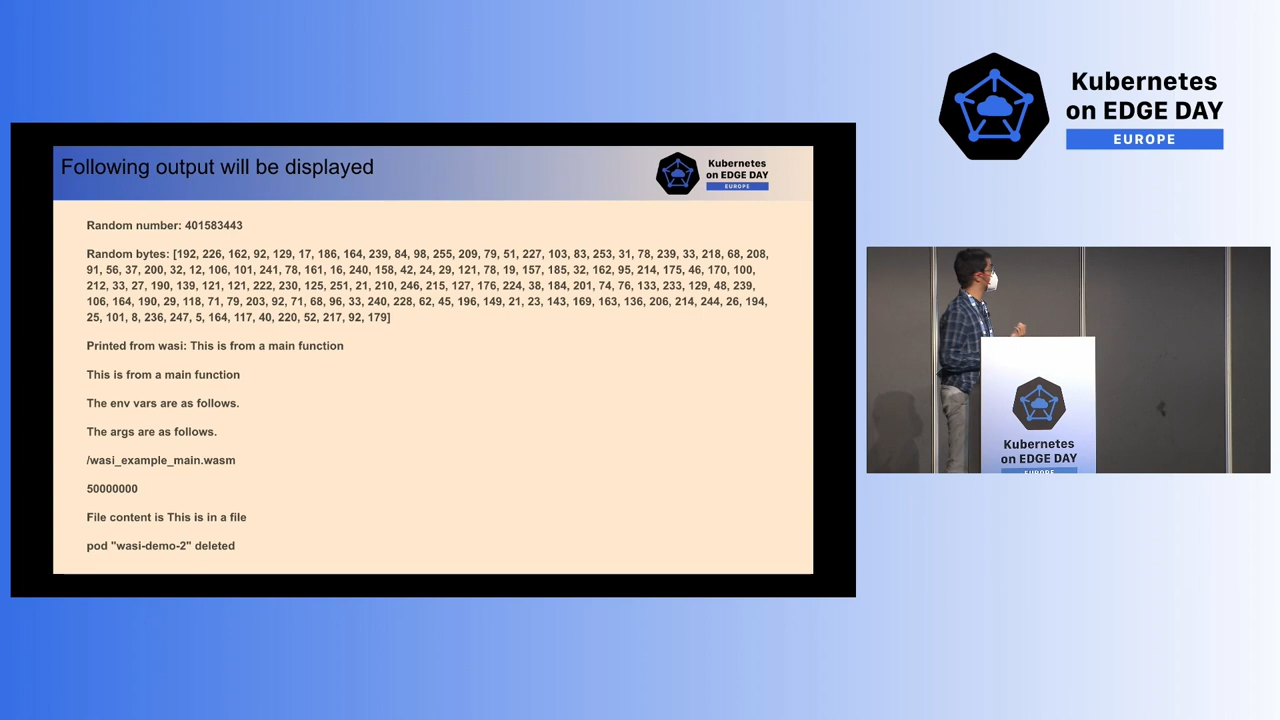 Following output will be displayed
Kubernetes
on EDGE DAY
EUROPE
Random number: 401583443
Random bytes: [192, 226, 162, 92, 129, 17, 186, 164, 239, 84, 98, 255, 209, 79, 51, 227, 103, 83, 253, 31, 78, 239, 33, 218, 68, 208,
91, 56, 37, 200, 32, 12, 106, 101, 241, 78, 161, 16, 240, 158, 42, 24, 29, 121, 78, 19, 157, 185, 32, 162, 95, 214, 175, 46, 170, 100,
212, 33, 27, 190, 139, 121, 121, 222, 230, 125, 251, 21, 210, 246, 215, 127, 176, 224, 38, 184, 201, 74, 76, 133, 233, 129, 48, 239,
106, 164, 190, 29, 118, 71, 79, 203, 92, 71, 68, 96, 33, 240, 228, 62, 45, 196, 149, 21, 23, 143, 169, 163, 136, 206, 214, 244, 26, 194,
25, 101, 8, 236, 247, 5, 164, 117, 40, 220, 52, 217, 92, 179]
Printed from wasi: This is from a main function
This is from a main function
The env vars are as follows.
The args are as follows.
/wasi_example_main.wasm
50000000
File content is This is in a file
pod "wasi-demo-2" deleted
Kubernetes
on EDGE DAY
EUROPE
Kubernetes
on EDGE DAY
EUROPE